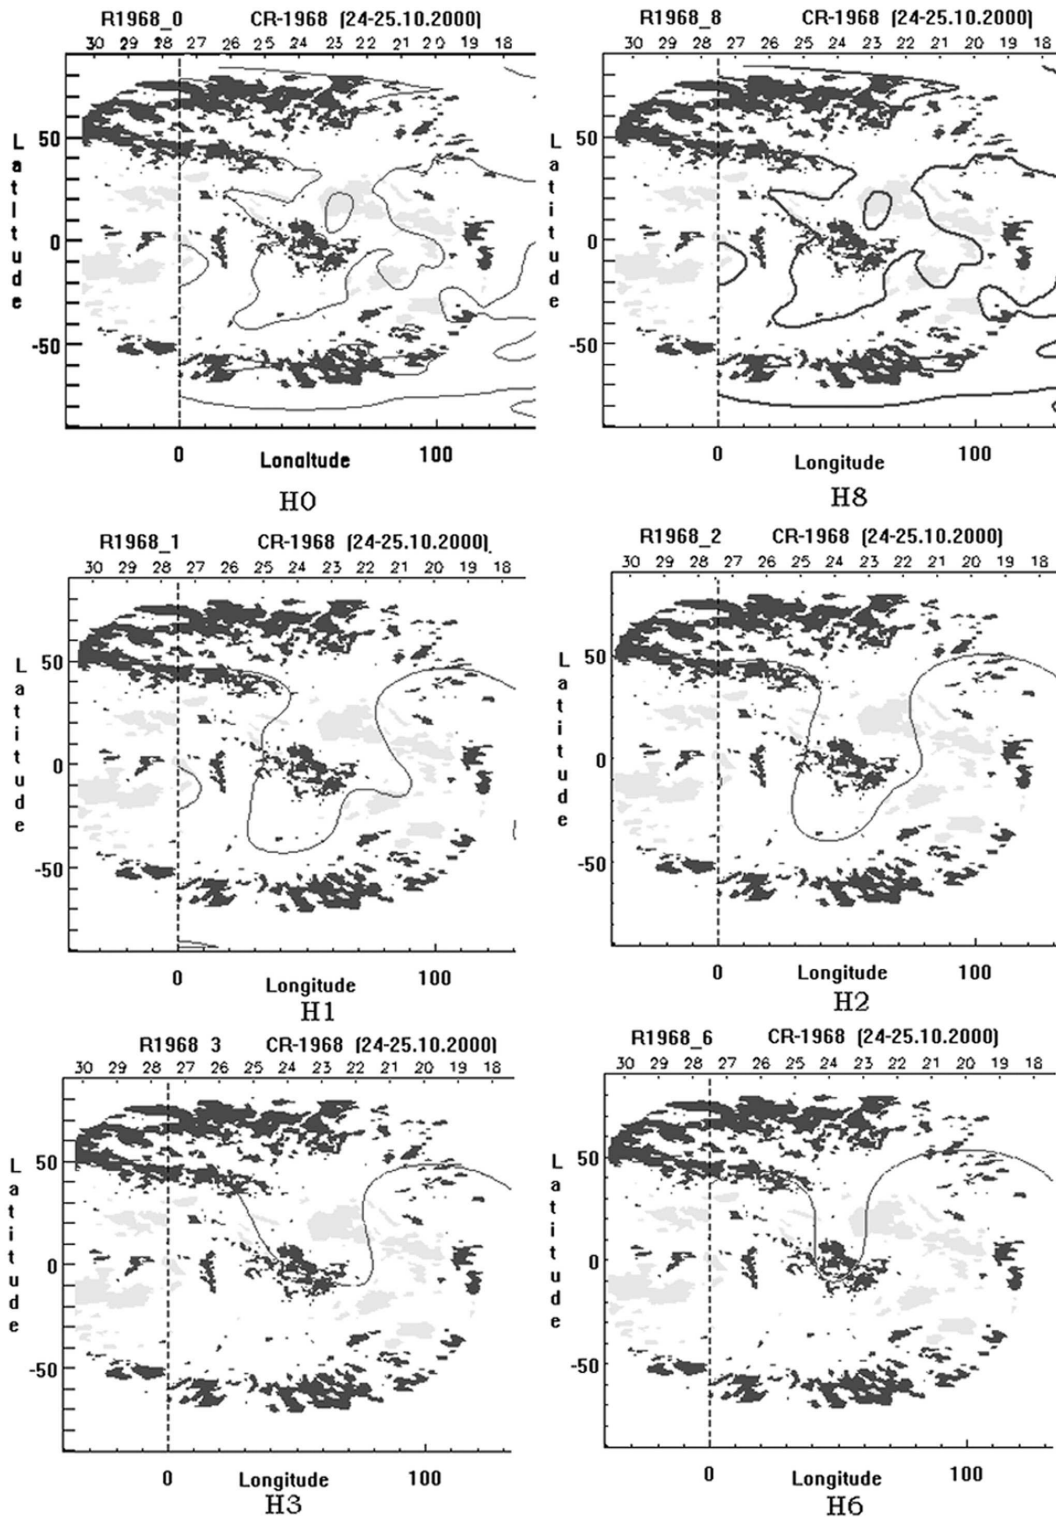 R1968_0 CR-1968 (24-25.10.2000)
30 29 28 27 26 25 24 23 22 21 20 19 18
Latitude
50
0
-50
0 100
Lonaltude
H0
R1968_8 CR-1968 (24-25.10.2000)
30 29 28 27 26 25 24 23 22 21 20 19 18
Latitude
50
0
-50
0 100
Longitude
H8
R1968_1 CR-1968 (24-25.10.2000)
30 29 28 27 26 25 24 23 22 21 20 19 18
Latitude
50
0
-50
0 100
Longitude
H1
R1968_2 CR-1968 (24-25.10.2000)
30 29 28 27 26 25 24 23 22 21 20 19 18
Latitude
50
0
-50
0 100
Longitude
H2
R1968 3 CR-1968 (24-25.10.2000)
30 29 28 27 26 25 24 23 22 21 20 19 18
Latitude
50
0
-50
0 100
Longitude
H3
R1968_6 CR-1968 (24-25.10.2000)
30 29 28 27 26 25 24 23 22 21 20 19 18
Latitude
50
0
-50
0 100
Longitude
H6